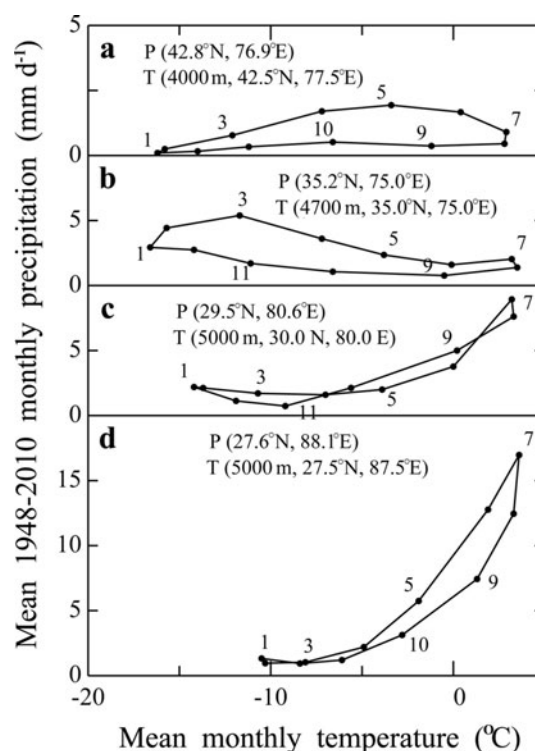 Mean 1948-2010 monthly precipitation (mm d⁻¹)
5
0
a
P (42.8°N, 76.9°E)
T (4000 m, 42.5°N, 77.5°E)
1
3
5
7
9
10
5
0
b
P (35.2°N, 75.0°E)
T (4700 m, 35.0°N, 75.0°E)
1
3
5
7
9
11
5
0
c
P (29.5°N, 80.6°E)
T (5000 m, 30.0 N, 80.0 E)
1
3
5
7
9
11
15
10
5
0
d
P (27.6°N, 88.1°E)
T (5000 m, 27.5°N, 87.5°E)
1
3
5
7
9
10
-20
-10
0
Mean monthly temperature (°C)